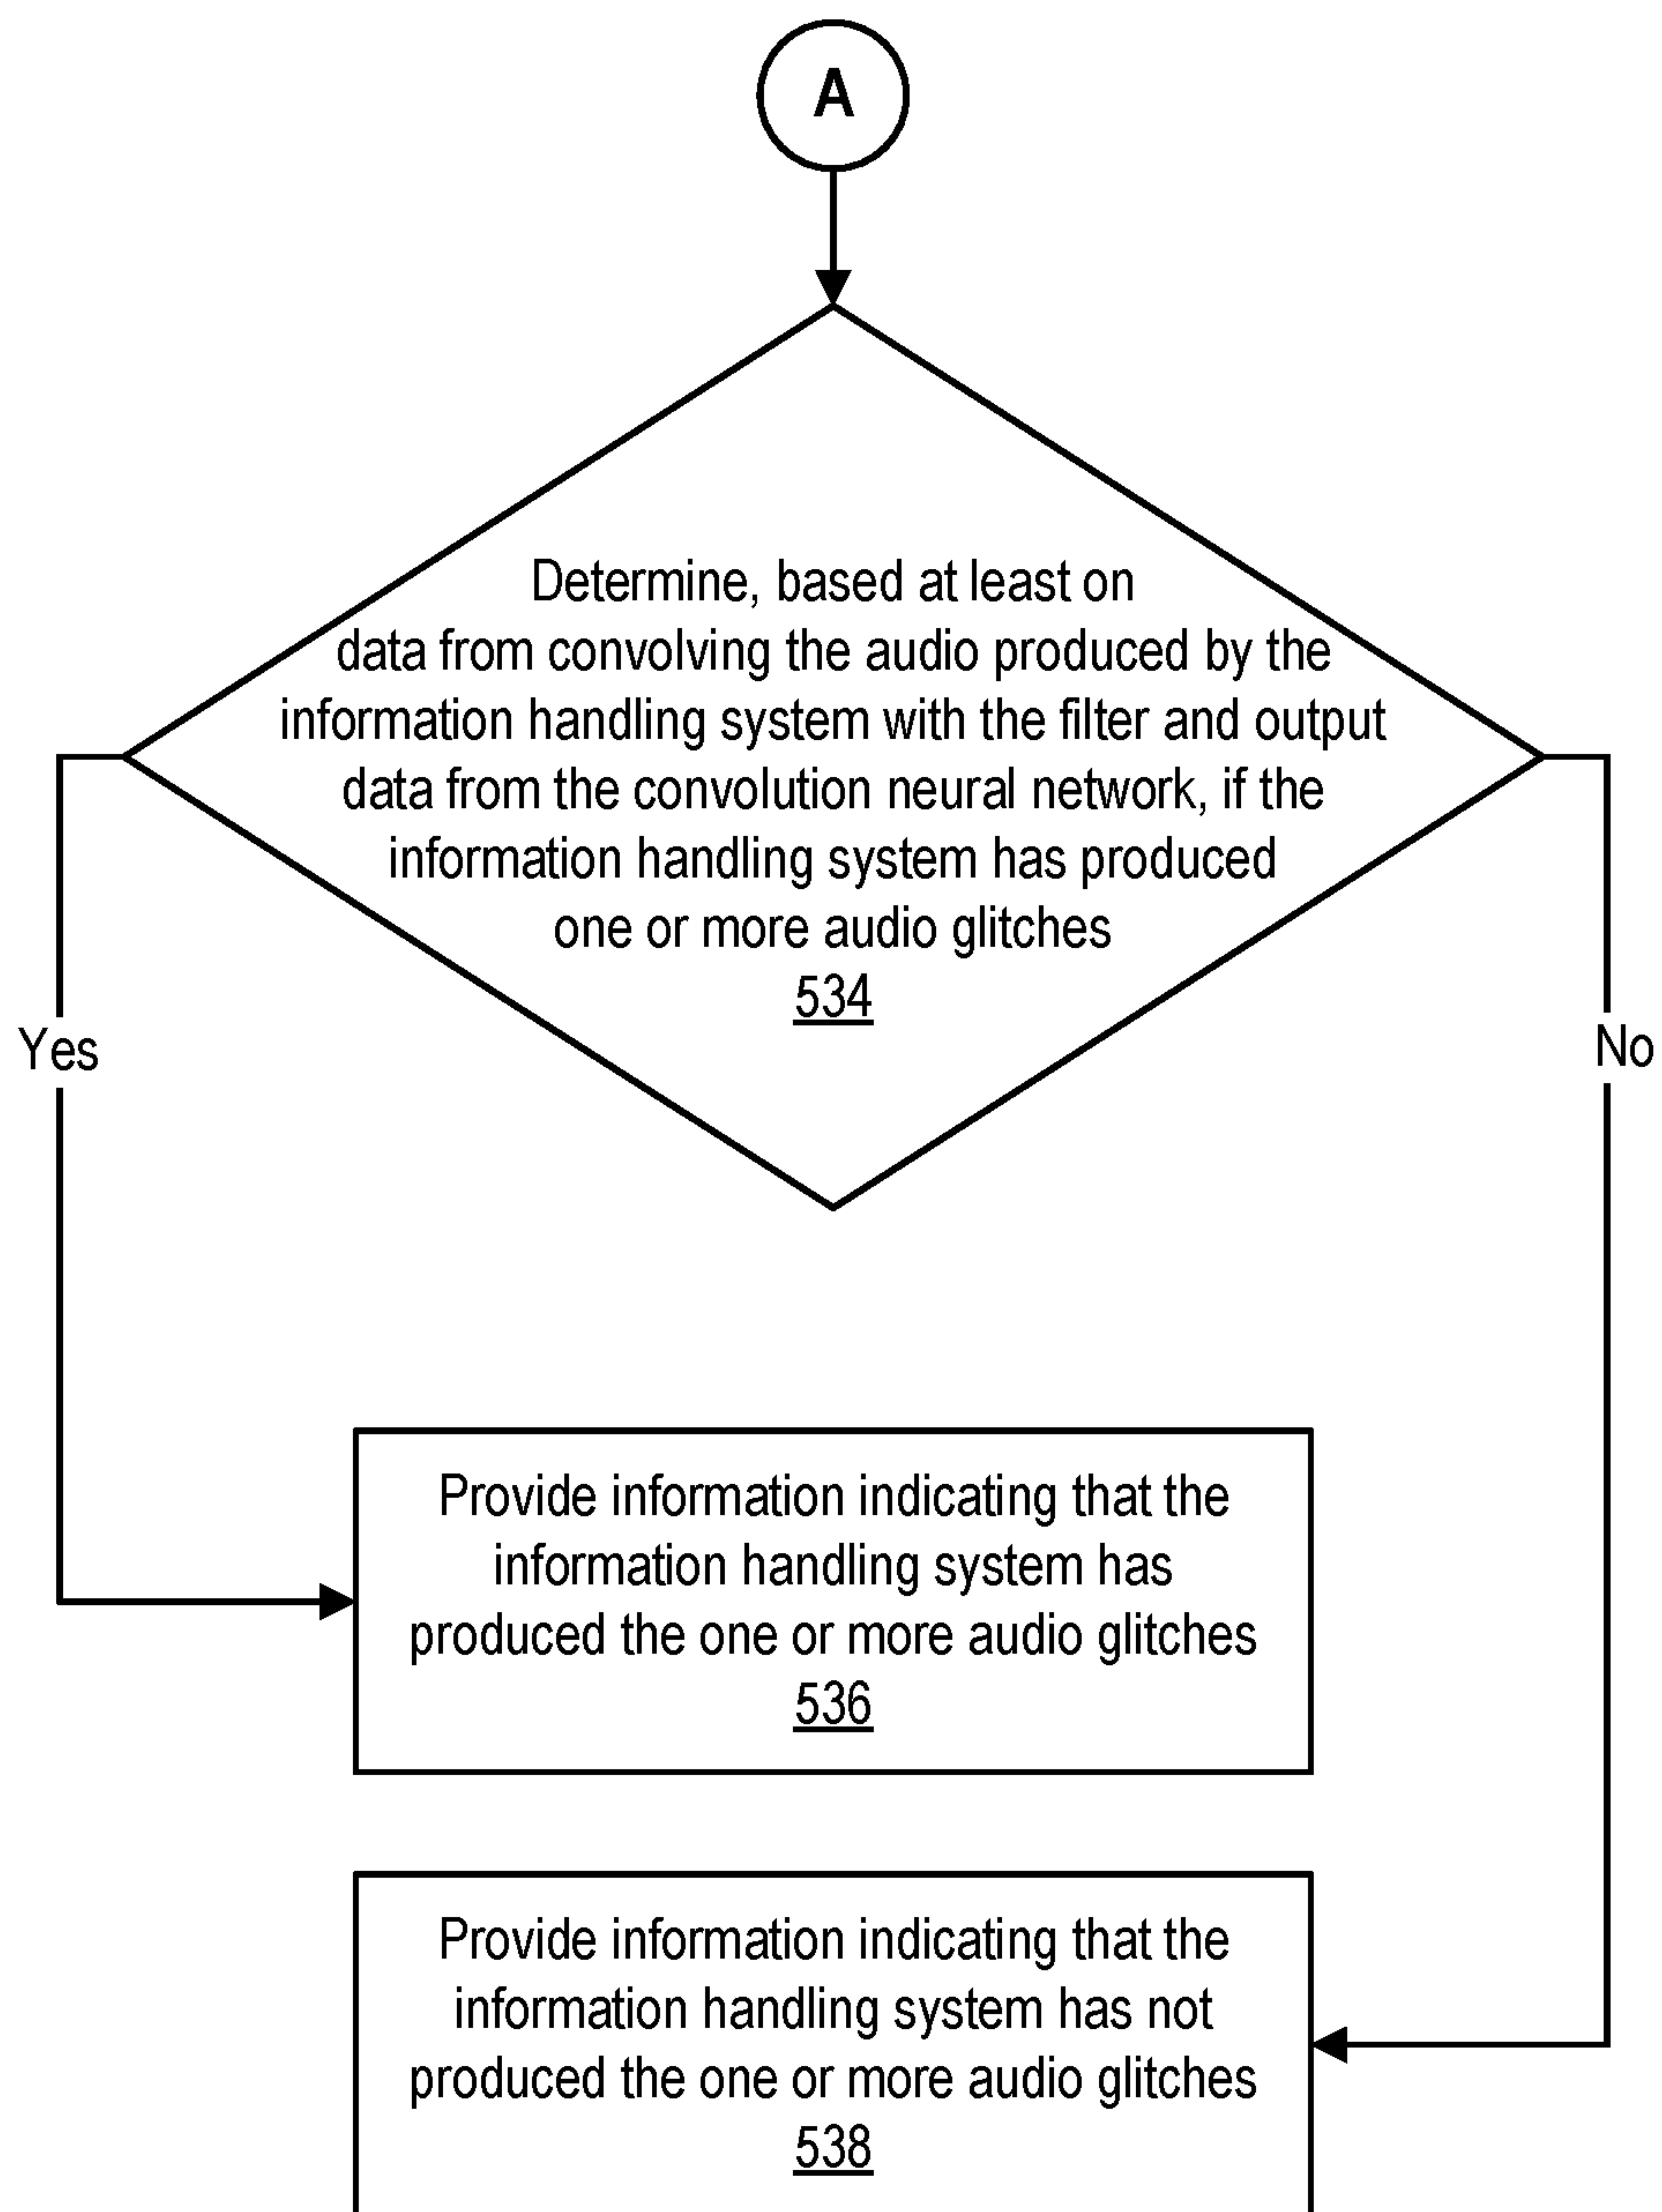 A
Determine, based at least on
data from convolving the audio produced by the
information handling system with the filter and output
data from the convolution neural network, if the
information handling system has produced
one or more audio glitches
534
Yes
No
Provide information indicating that the
information handling system has
produced the one or more audio glitches
536
Provide information indicating that the
information handling system has not
produced the one or more audio glitches
538